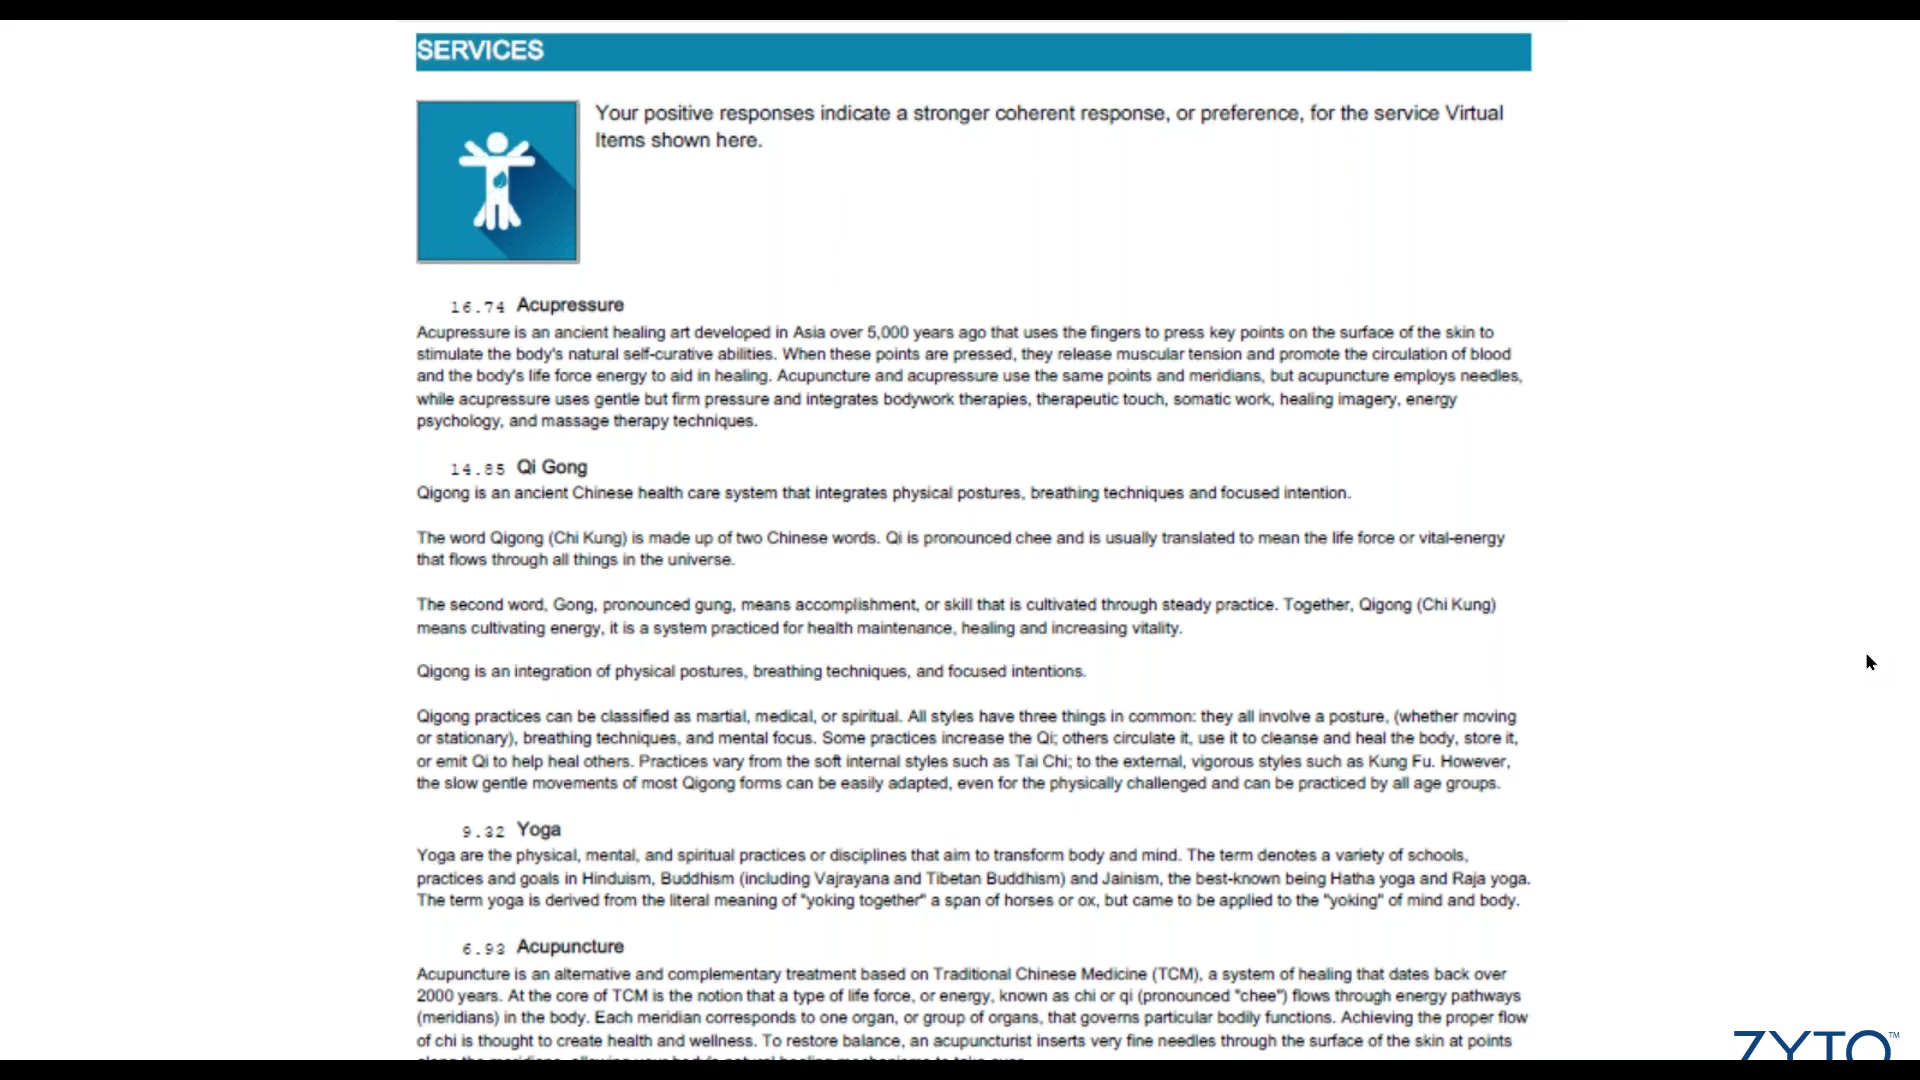 SERVICES
Your positive responses indicate a stronger coherent response, or preference, for the service Virtual
Items shown here.
16.74 Acupressure
Acupressure is an ancient healing art developed in Asia over 5,000 years ago that uses the fingers to press key points on the surface of the skin to
stimulate the body's natural self-curative abilities. When these points are pressed, they release muscular tension and promote the circulation of blood
and the body's life force energy to aid in healing. Acupuncture and acupressure use the same points and meridians, but acupuncture employs needles,
while acupressure uses gentle but firm pressure and integrates bodywork therapies, therapeutic touch, somatic work, healing imagery, energy
psychology, and massage therapy techniques.
14.85 Qi Gong
Qigong is an ancient Chinese health care system that integrates physical postures, breathing techniques and focused intention.
The word Qigong (Chi Kung) is made up of two Chinese words. Qi is pronounced chee and is usually translated to mean the life force or vital-energy
that flows through all things in the universe.
The second word, Gong, pronounced gung, means accomplishment, or skill that is cultivated through steady practice. Together, Qigong (Chi Kung)
means cultivating energy, it is a system practiced for health maintenance, healing and increasing vitality.
Qigong is an integration of physical postures, breathing techniques, and focused intentions.
Qigong practices can be classified as martial, medical, or spiritual. All styles have three things in common: they all involve a posture, (whether moving
or stationary), breathing techniques, and mental focus. Some practices increase the Qi; others circulate it, use it to cleanse and heal the body, store it,
or emit Qi to help heal others. Practices vary from the soft internal styles such as Tai Chi; to the external, vigorous styles such as Kung Fu. However,
the slow gentle movements of most Qigong forms can be easily adapted, even for the physically challenged and can be practiced by all age groups.
9.32 Yoga
Yoga are the physical, mental, and spiritual practices or disciplines that aim to transform body and mind. The term denotes a variety of schools,
practices and goals in Hinduism, Buddhism (including Vajrayana and Tibetan Buddhism) and Jainism, the best-known being Hatha yoga and Raja yoga.
The term yoga is derived from the literal meaning of "yoking together" a span of horses or ox, but came to be applied to the "yoking" of mind and body.
6.93 Acupuncture
Acupuncture is an alternative and complementary treatment based on Traditional Chinese Medicine (TCM), a system of healing that dates back over
2000 years. At the core of TCM is the notion that a type of life force, or energy, known as chi or qi (pronounced "chee") flows through energy pathways
(meridians) in the body. Each meridian corresponds to one organ, or group of organs, that governs particular bodily functions. Achieving the proper flow
of chi is thought to create health and wellness. To restore balance, an acupuncturist inserts very fine needles through the surface of the skin at points
ZYTO™